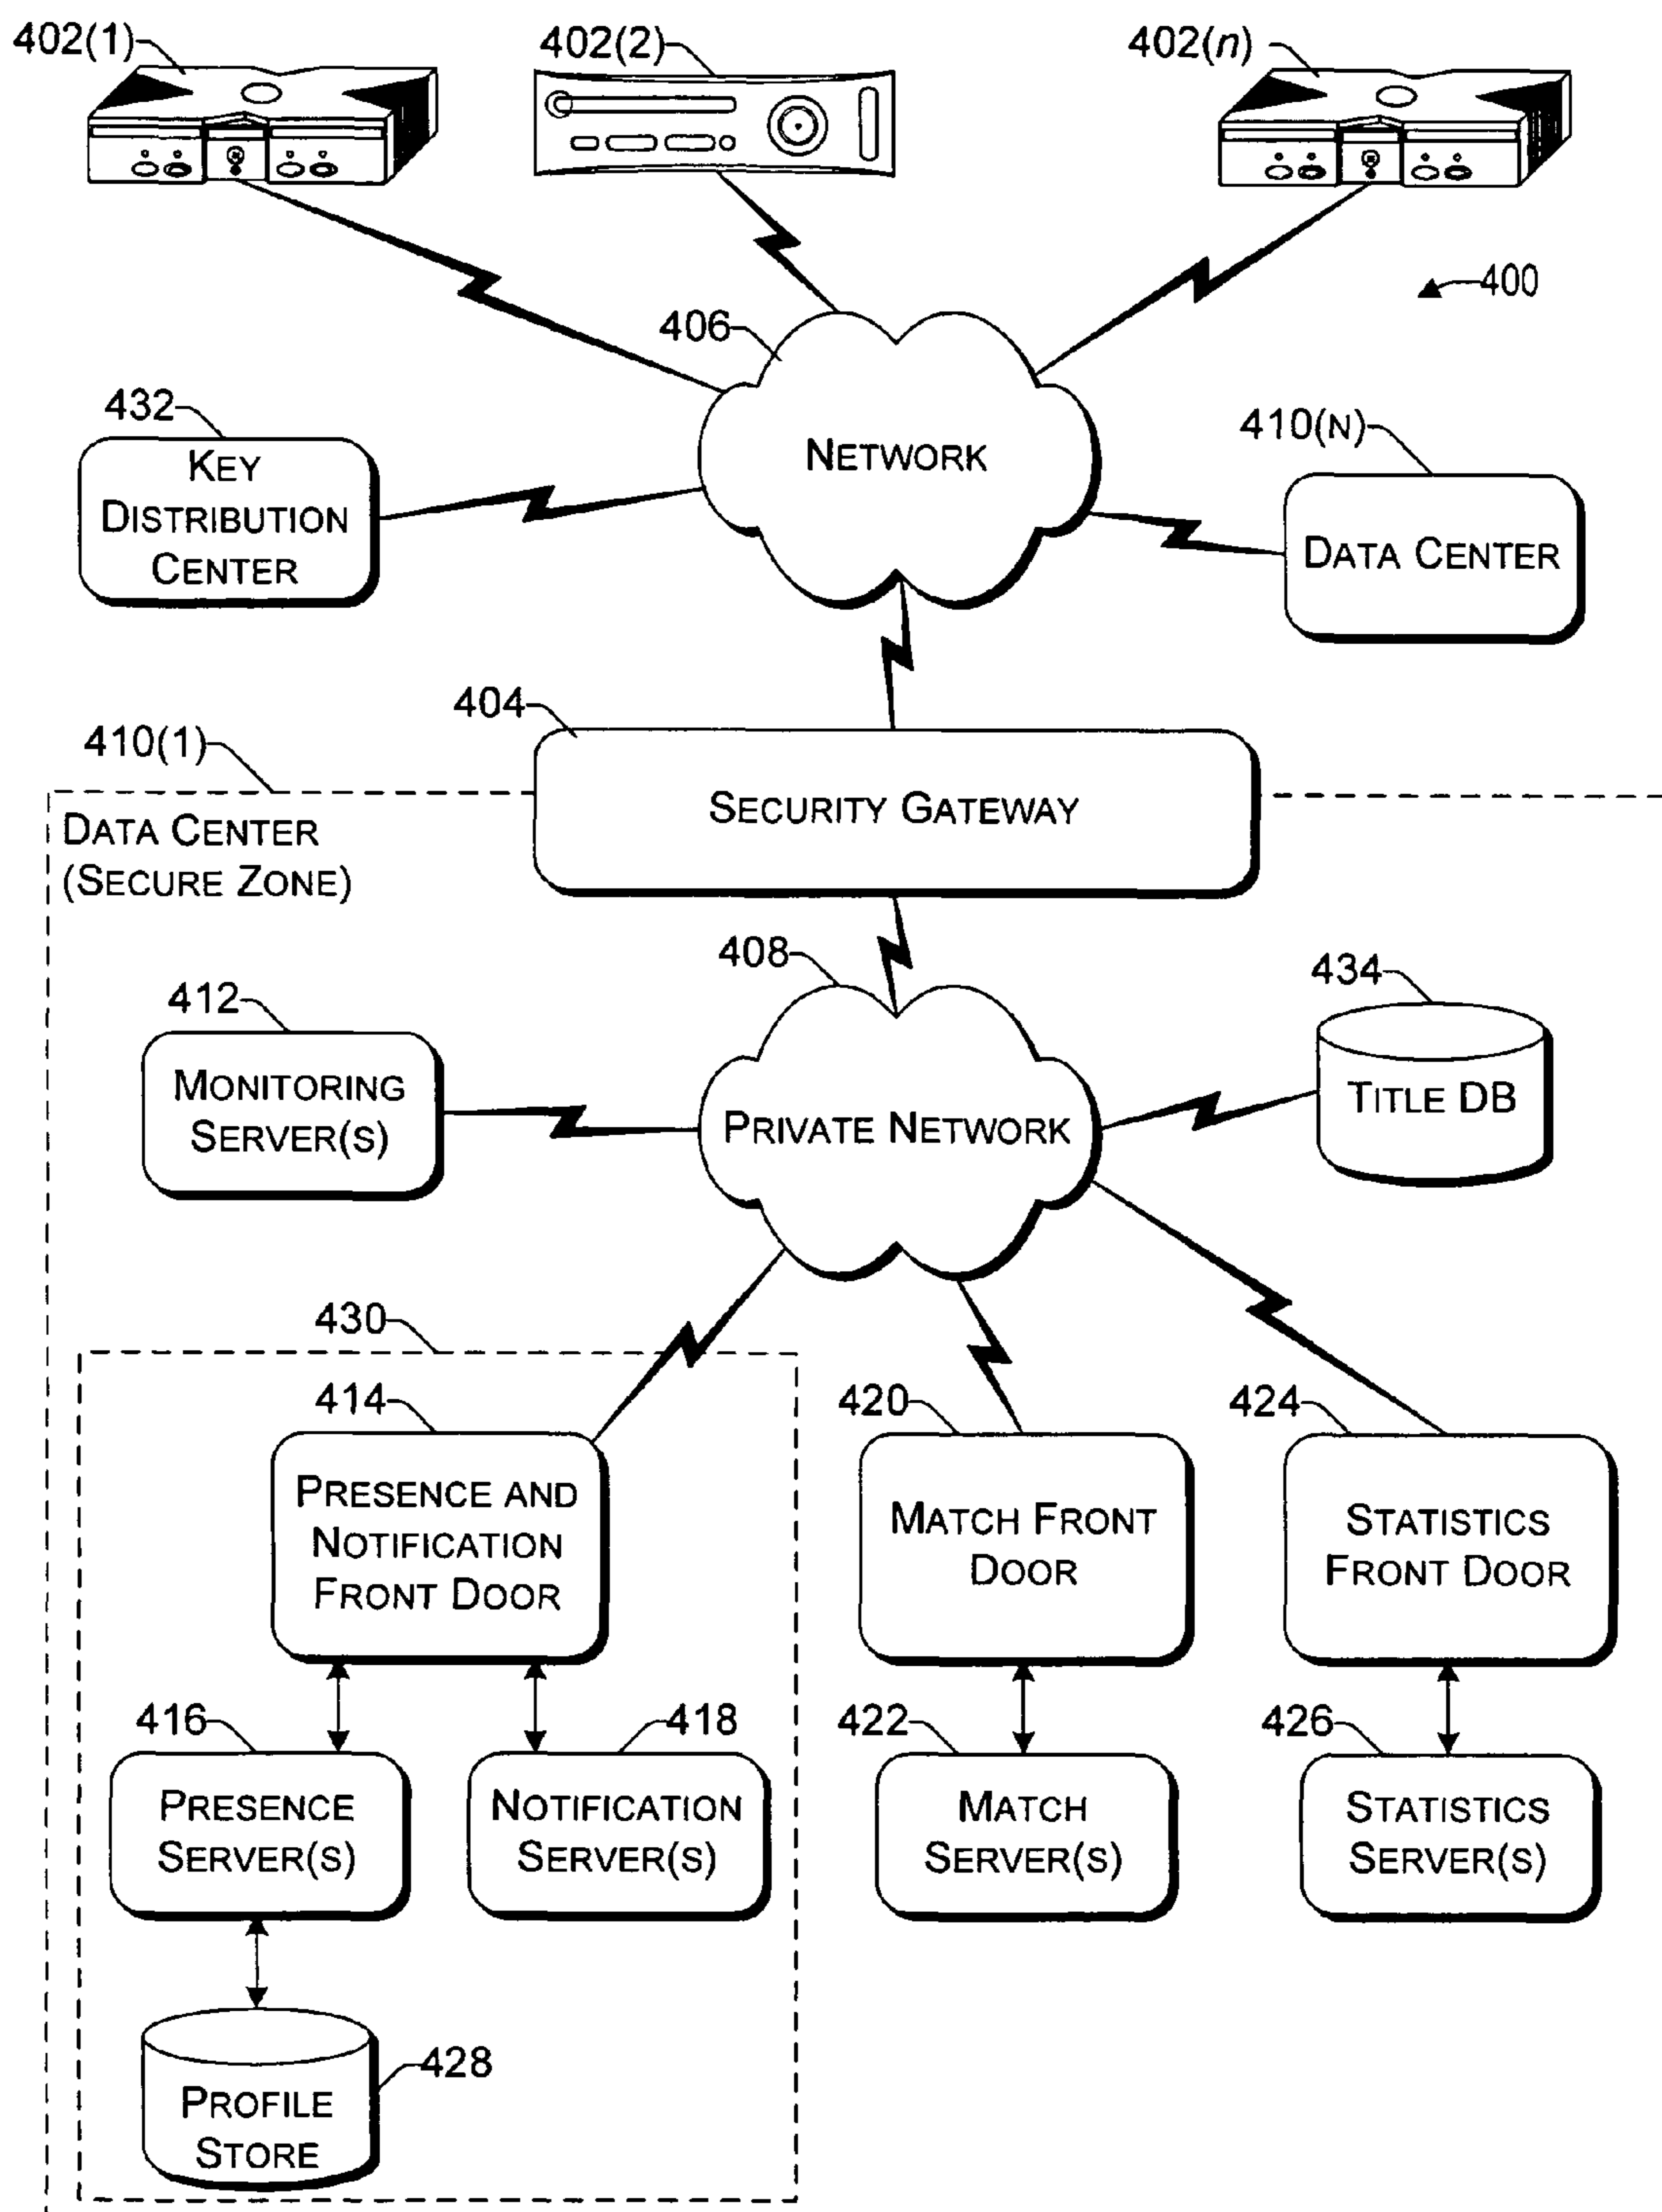 402(1)
402(2)
402(n)
400
406
NETWORK
432
KEY
DISTRIBUTION
CENTER
410(N)
DATA CENTER
404
SECURITY GATEWAY
410(1)
DATA CENTER
(SECURE ZONE)
408
PRIVATE NETWORK
412
MONITORING
SERVER(S)
434
TITLE DB
430
414
PRESENCE AND
NOTIFICATION
FRONT DOOR
420
MATCH FRONT
DOOR
424
STATISTICS
FRONT DOOR
416
PRESENCE
SERVER(S)
418
NOTIFICATION
SERVER(S)
422
MATCH
SERVER(S)
426
STATISTICS
SERVER(S)
428
PROFILE
STORE